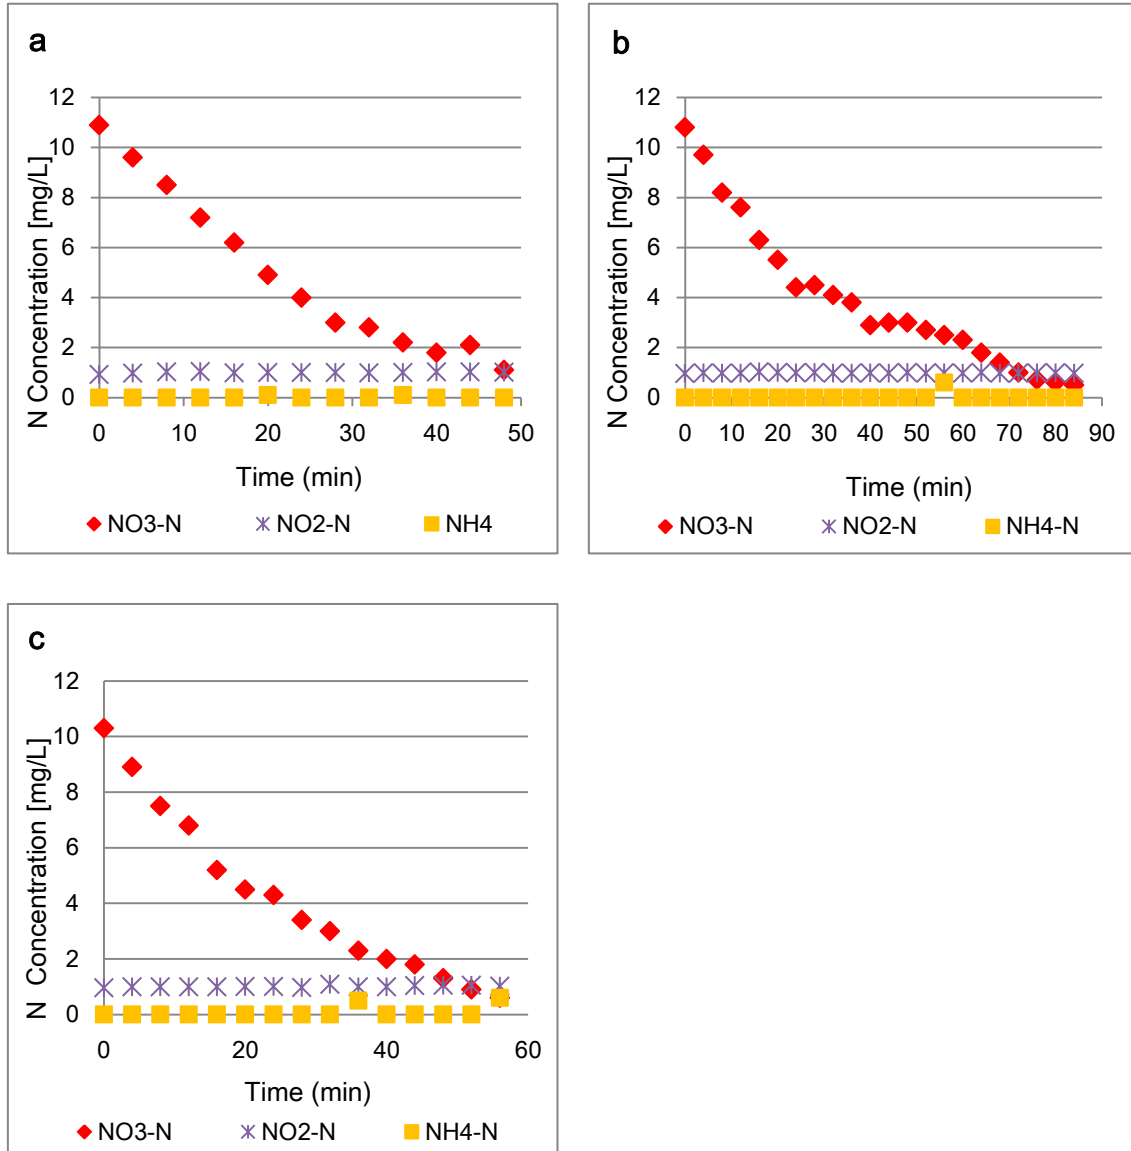 a
N Concentration [mg/L]
12
10
8
6
4
2
0
0 10 20 30 40 50
Time (min)
NO3-N NO2-N NH4
b
N Concentration [mg/L]
12
10
8
6
4
2
0
0 10 20 30 40 50 60 70 80 90
Time (min)
NO3-N NO2-N NH4-N
c
N Concentration [mg/L]
12
10
8
6
4
2
0
0 20 40 60
Time (min)
NO3-N NO2-N NH4-N